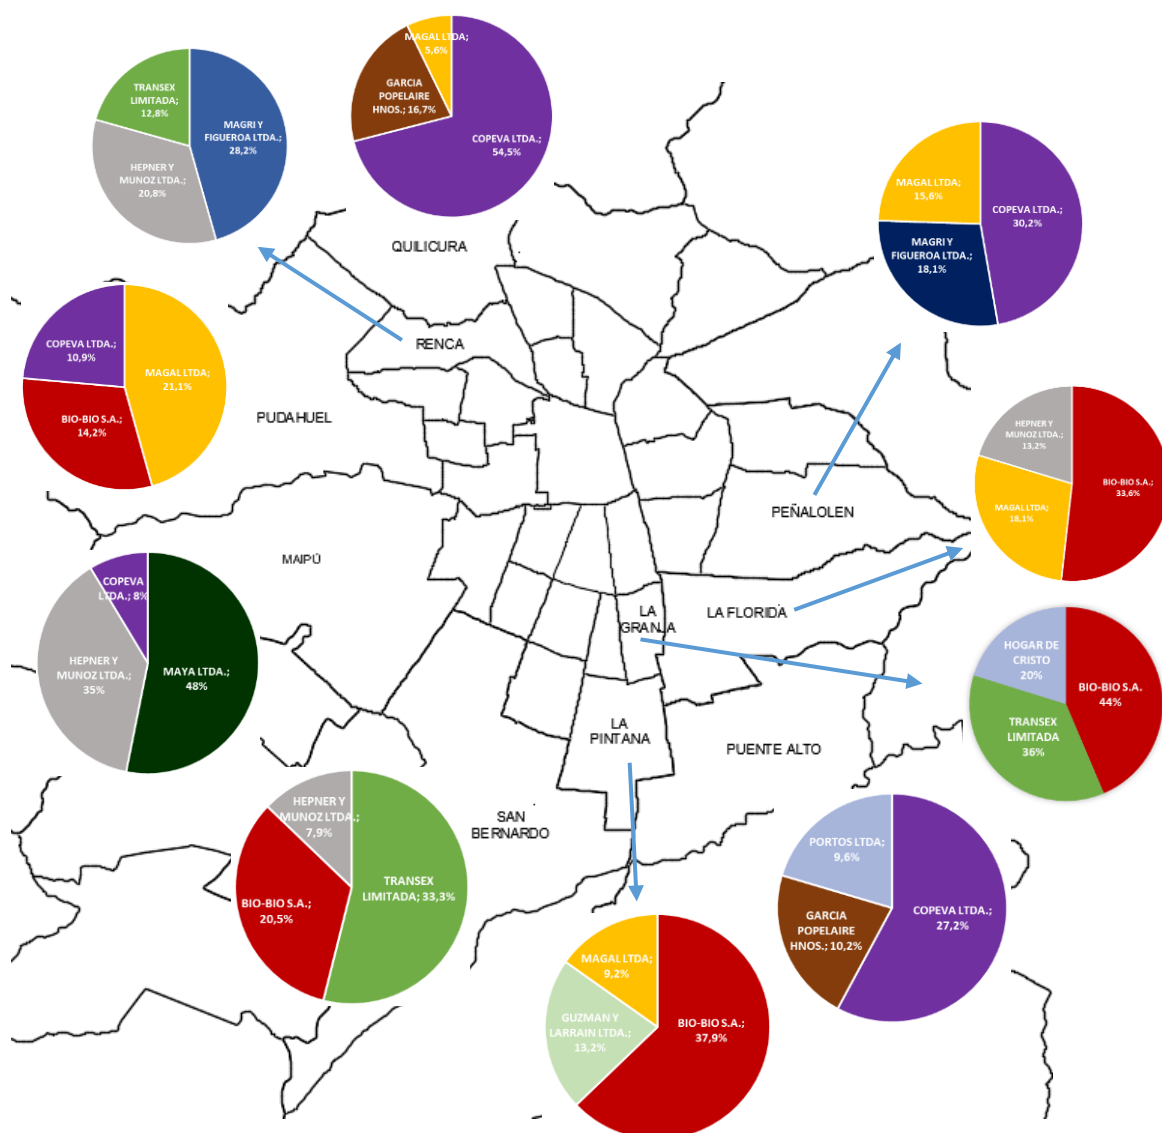 MAGAL LTDA;
5,6%
GARCIA
POPELAIRE
HNOS.; 16,7%
COPEVA LTDA.;
54,5%
TRANSEX
LIMITADA;
12,8%
MAGRI Y
FIGUEROA LTDA.;
28,2%
HEPNER Y
MUNOZ LTDA.;
20,8%
MAGAL LTDA;
15,6%
COPEVA LTDA.;
30,2%
MAGRI Y
FIGUEROA LTDA.;
18,1%
QUILICURA
RENCA
COPEVA LTDA.;
10,9%
MAGAL LTDA;
21,1%
BIO-BIO S.A.;
14,2%
PUDAHUEL
HEPNER Y
MUNOZ LTDA.;
13,2%
BIO-BIO S.A.;
33,6%
MAGAL LTDA;
18,1%
PEÑALOLEN
MAIPÚ
COPEVA
LTDA.; 8%
HEPNER Y
MUNOZ LTDA.;
35%
MAYA LTDA.;
48%
LA
GRANJA
LA FLORIDA
HOGAR DE
CRISTO
20%
BIO-BIO S.A.
44%
TRANSEX
LIMITADA
36%
LA
PINTANA
PUENTE ALTO
HEPNER Y
MUNOZ LTDA.;
7,9%
BIO-BIO S.A.;
20,5%
TRANSEX
LIMITADA; 33,3%
SAN
BERNARDO
PORTOS LTDA;
9,6%
GARCIA
POPELAIRE
HNOS.; 10,2%
COPEVA LTDA.;
27,2%
MAGAL LTDA;
9,2%
GUZMAN Y
LARRAIN LTDA.;
13,2%
BIO-BIO S.A.;
37,9%